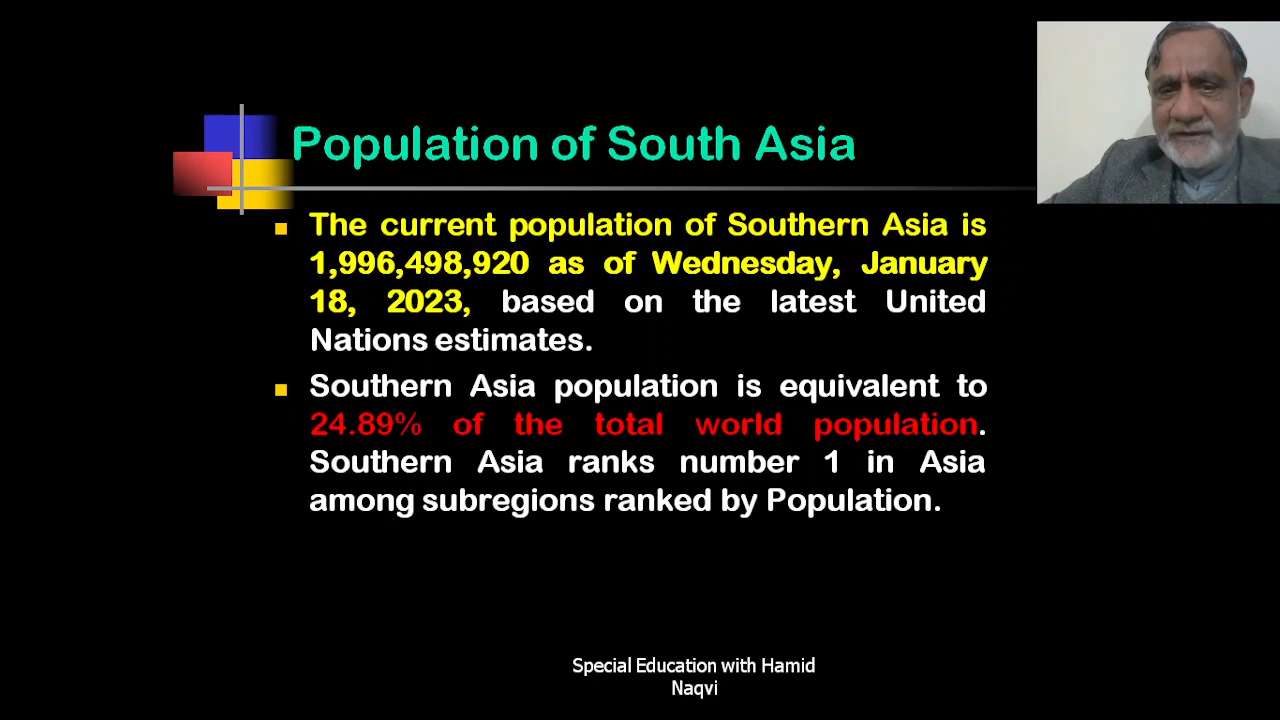 Population of South Asia
The current population of Southern Asia is
1,996,498,920 as of Wednesday, January
18, 2023, based on the latest United
Nations estimates.
Southern Asia population is equivalent to
24.89% of the total world population.
Southern Asia ranks number 1 in Asia
among subregions ranked by Population.
Special Education with Hamid
Naqvi